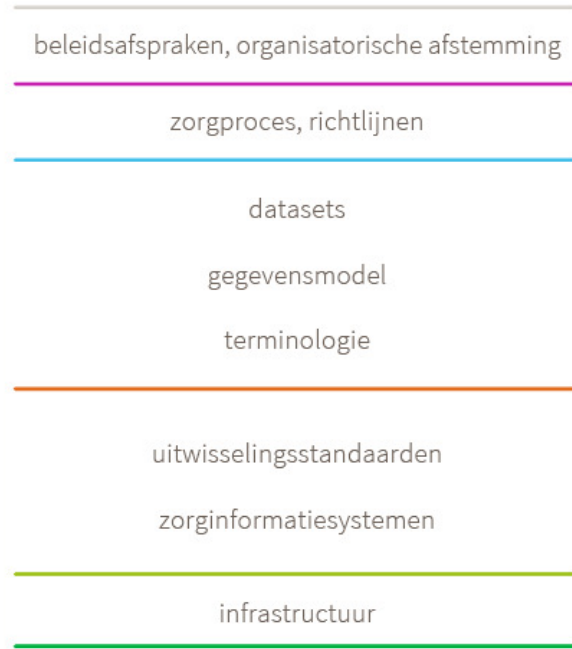 beleidsafspraken, organisatorische afstemming
zorgproces, richtlijnen
datasets
gegevensmodel
terminologie
uitwisselingsstandaarden
zorginformatiesystemen
infrastructuur